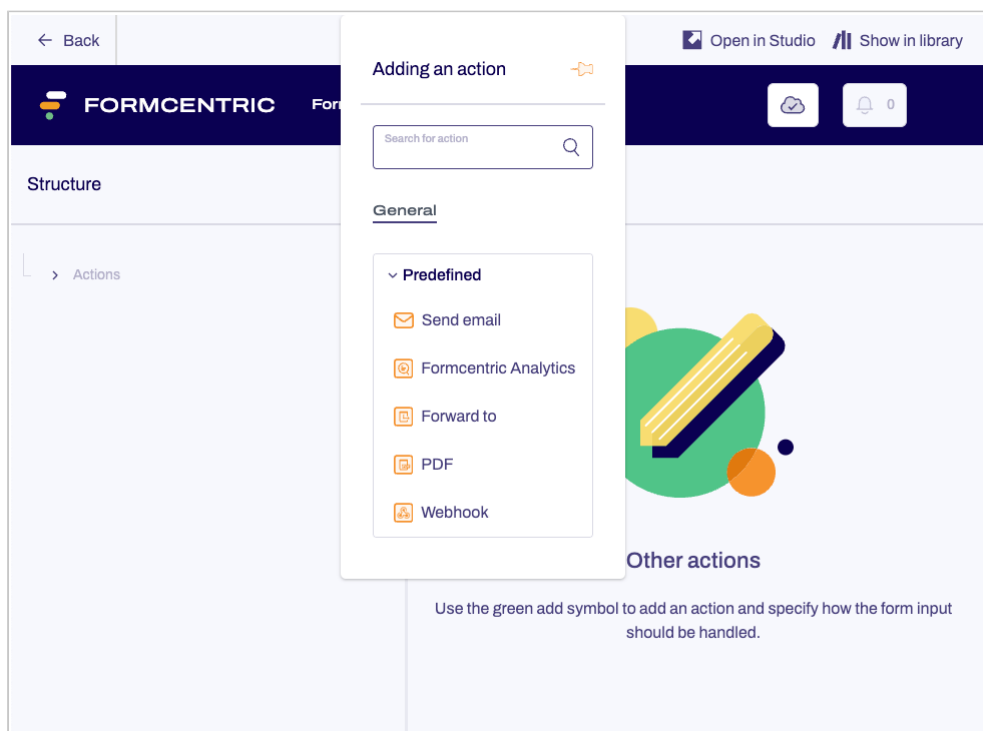 Back
Open in Studio
Show in library
Adding an action
FORMCENTRIC
0
Search for action
Structure
General
Actions
Predefined
Send email
Formcentric Analytics
Forward to
PDF
Webhook
Other actions
Use the green add symbol to add an action and specify how the form input
should be handled.